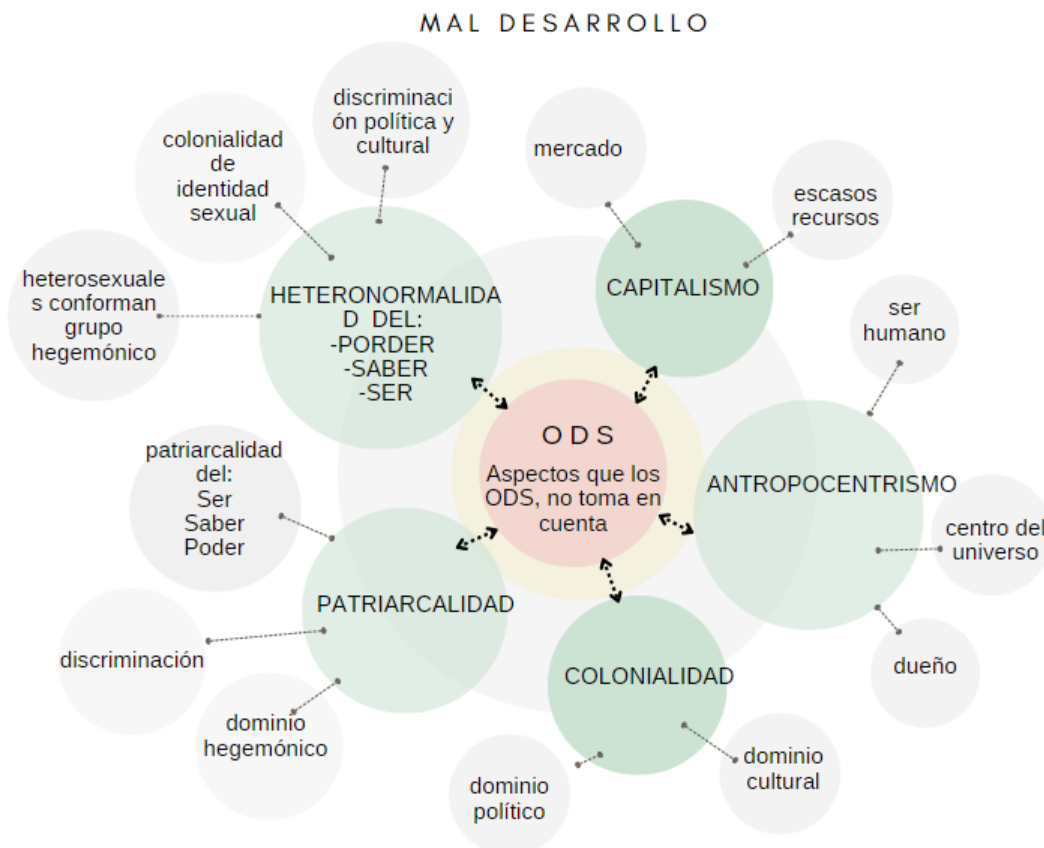 MAL DESARROLLO
discriminaci
ón política y
cultural
colonialidad
de
identidad
sexual
heterosexuale
s conforman
grupo
hegemónico
HETERONORMALIDA
D DEL:
-PORDER
-SABER
-SER
mercado
escasos
recursos
CAPITALISMO
ser
humano
ANTROPOCENTRISMO
centro del
universo
dueño
ODS
Aspectos que los
ODS, no toma en
cuenta
patriarcalidad
del:
Ser
Saber
Poder
PATRIARCALIDAD
discriminación
dominio
hegemónico
COLONIALIDAD
dominio
político
dominio
cultural